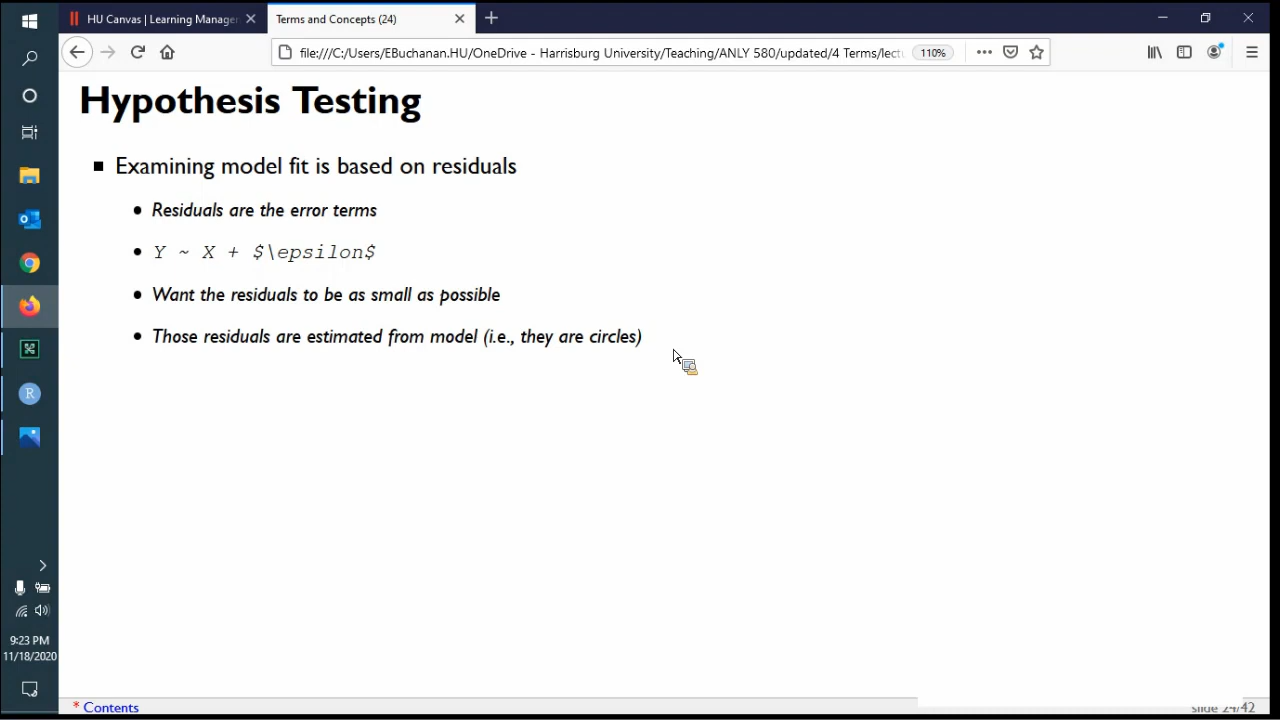 HU Canvas | Learning Manage
Terms and Concepts (24)
file:///C:/Users/EBuchanan.HU/OneDrive - Harrisburg University/Teaching/ANLY 580/updated/4 Terms/lect
110%
Hypothesis Testing
Examining model fit is based on residuals
Residuals are the error terms
Y ~ X + $\epsilon$
Want the residuals to be as small as possible
Those residuals are estimated from model (i.e., they are circles)
9:23 PM
11/18/2020
* Contents
slide 24/42